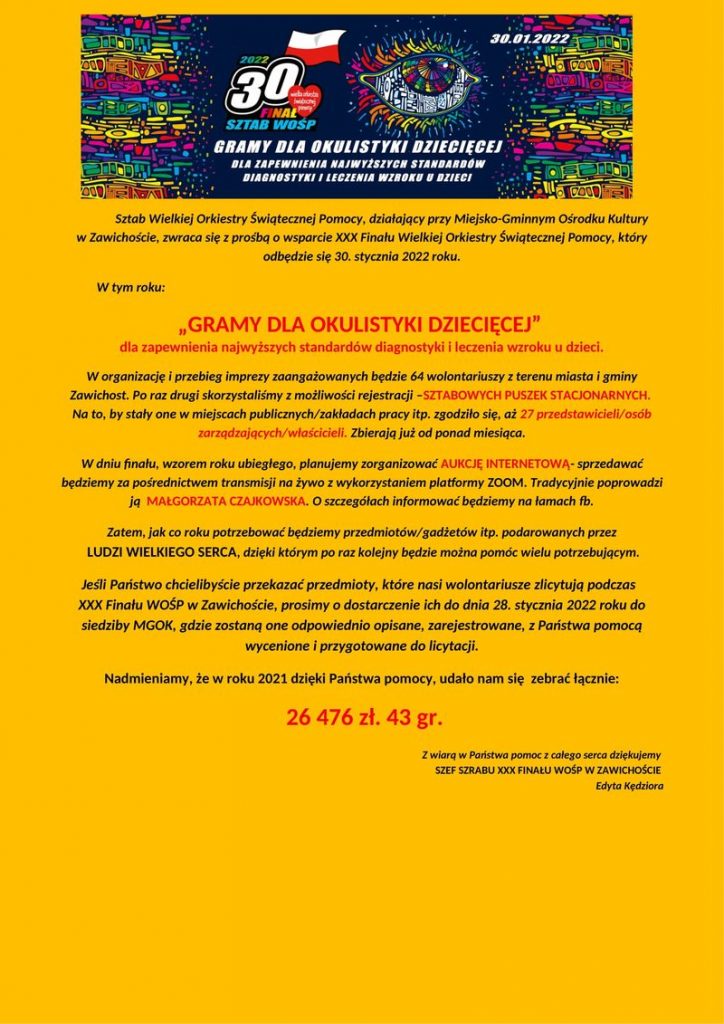 30.01.2022
2022
30
FINAŁ
wielka orkiestra
świątecznej
pomocy
SZTAB WOŚP
GRAMY DLA OKULISTYKI DZIECIĘCEJ
DLA ZAPEWNIENIA NAJWYŻSZYCH STANDARDÓW
DIAGNOSTYKI I LECZENIA WZROKU U DZIECI
Sztab Wielkiej Orkiestry Świątecznej Pomocy, działający przy Miejsko-Gminnym Ośrodku Kultury
w Zawichoście, zwraca się z prośbą o wsparcie XXX Finału Wielkiej Orkiestry Świątecznej Pomocy, który
odbędzie się 30. stycznia 2022 roku.
W tym roku:
„GRAMY DLA OKULISTYKI DZIECIĘCEJ”
dla zapewnienia najwyższych standardów diagnostyki i leczenia wzroku u dzieci.
W organizację i przebieg imprezy zaangażowanych będzie 64 wolontariuszy z terenu miasta i gminy
Zawichost. Po raz drugi skorzystaliśmy z możliwości rejestracji –SZTABOWYCH PUSZEK STACJONARNYCH.
Na to, by stały one w miejscach publicznych/zakładach pracy itp. zgodziło się, aż 27 przedstawicieli/osób
zarządzających/właścicieli. Zbierają już od ponad miesiąca.
W dniu finału, wzorem roku ubiegłego, planujemy zorganizować AUKCJĘ INTERNETOWĄ- sprzedawać
będziemy za pośrednictwem transmisji na żywo z wykorzystaniem platformy ZOOM. Tradycyjnie poprowadzi
ją MAŁGORZATA CZAJKOWSKA. O szczegółach informować będziemy na łamach fb.
Zatem, jak co roku potrzebować będziemy przedmiotów/gadżetów itp. podarowanych przez
LUDZI WIELKIEGO SERCA, dzięki którym po raz kolejny będzie można pomóc wielu potrzebującym.
Jeśli Państwo chcielibyście przekazać przedmioty, które nasi wolontariusze zlicytują podczas
XXX Finału WOŚP w Zawichoście, prosimy o dostarczenie ich do dnia 28. stycznia 2022 roku do
siedziby MGOK, gdzie zostaną one odpowiednio opisane, zarejestrowane, z Państwa pomocą
wycenione i przygotowane do licytacji.
Nadmieniamy, że w roku 2021 dzięki Państwa pomocy, udało nam się zebrać łącznie:
26 476 zł. 43 gr.
Z wiarą w Państwa pomoc z całego serca dziękujemy
SZEF SZRABU XXX FINAŁU WOŚP W ZAWICHOŚCIE
Edyta Kędziora